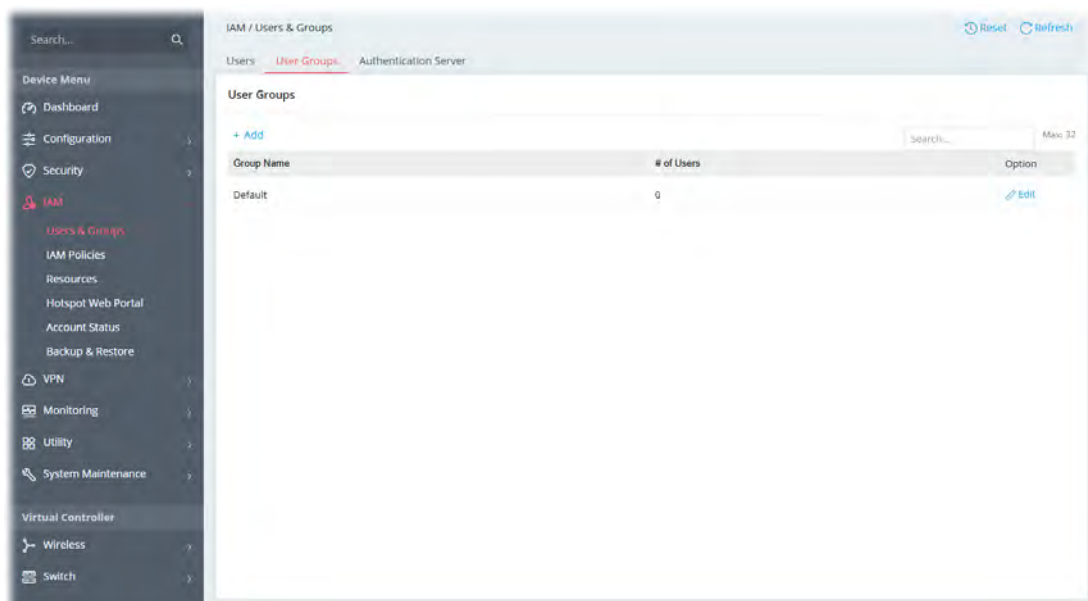 Search...
Device Menu
Dashboard
Configuration
Security
IAM
Users & Groups
IAM Policies
Resources
Hotspot Web Portal
Account Status
Backup & Restore
VPN
Monitoring
Utility
System Maintenance
Virtual Controller
Wireless
Switch
IAM / Users & Groups
Reset Refresh
Users User Groups Authentication Server
User Groups
+ Add Search... Max: 32
Group Name # of Users Option
Default 0 Edit